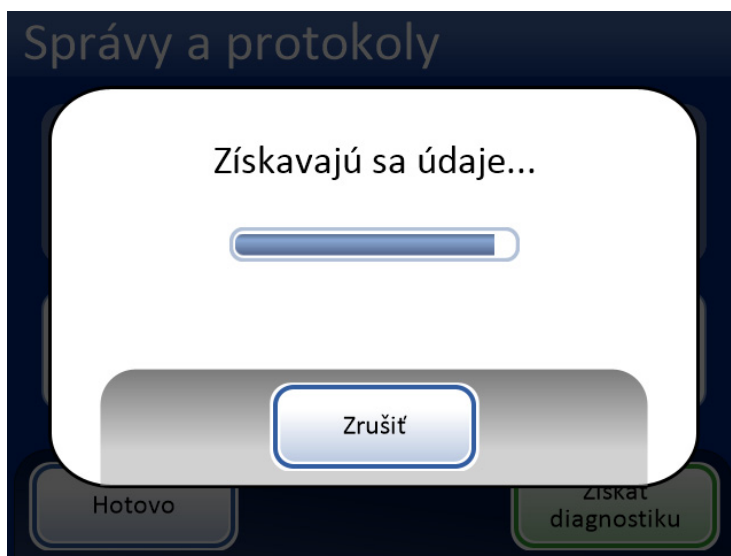 Správy a protokoly
Získavajú sa údaje...
Zrušiť
Hotovo
Získať
diagnostiku